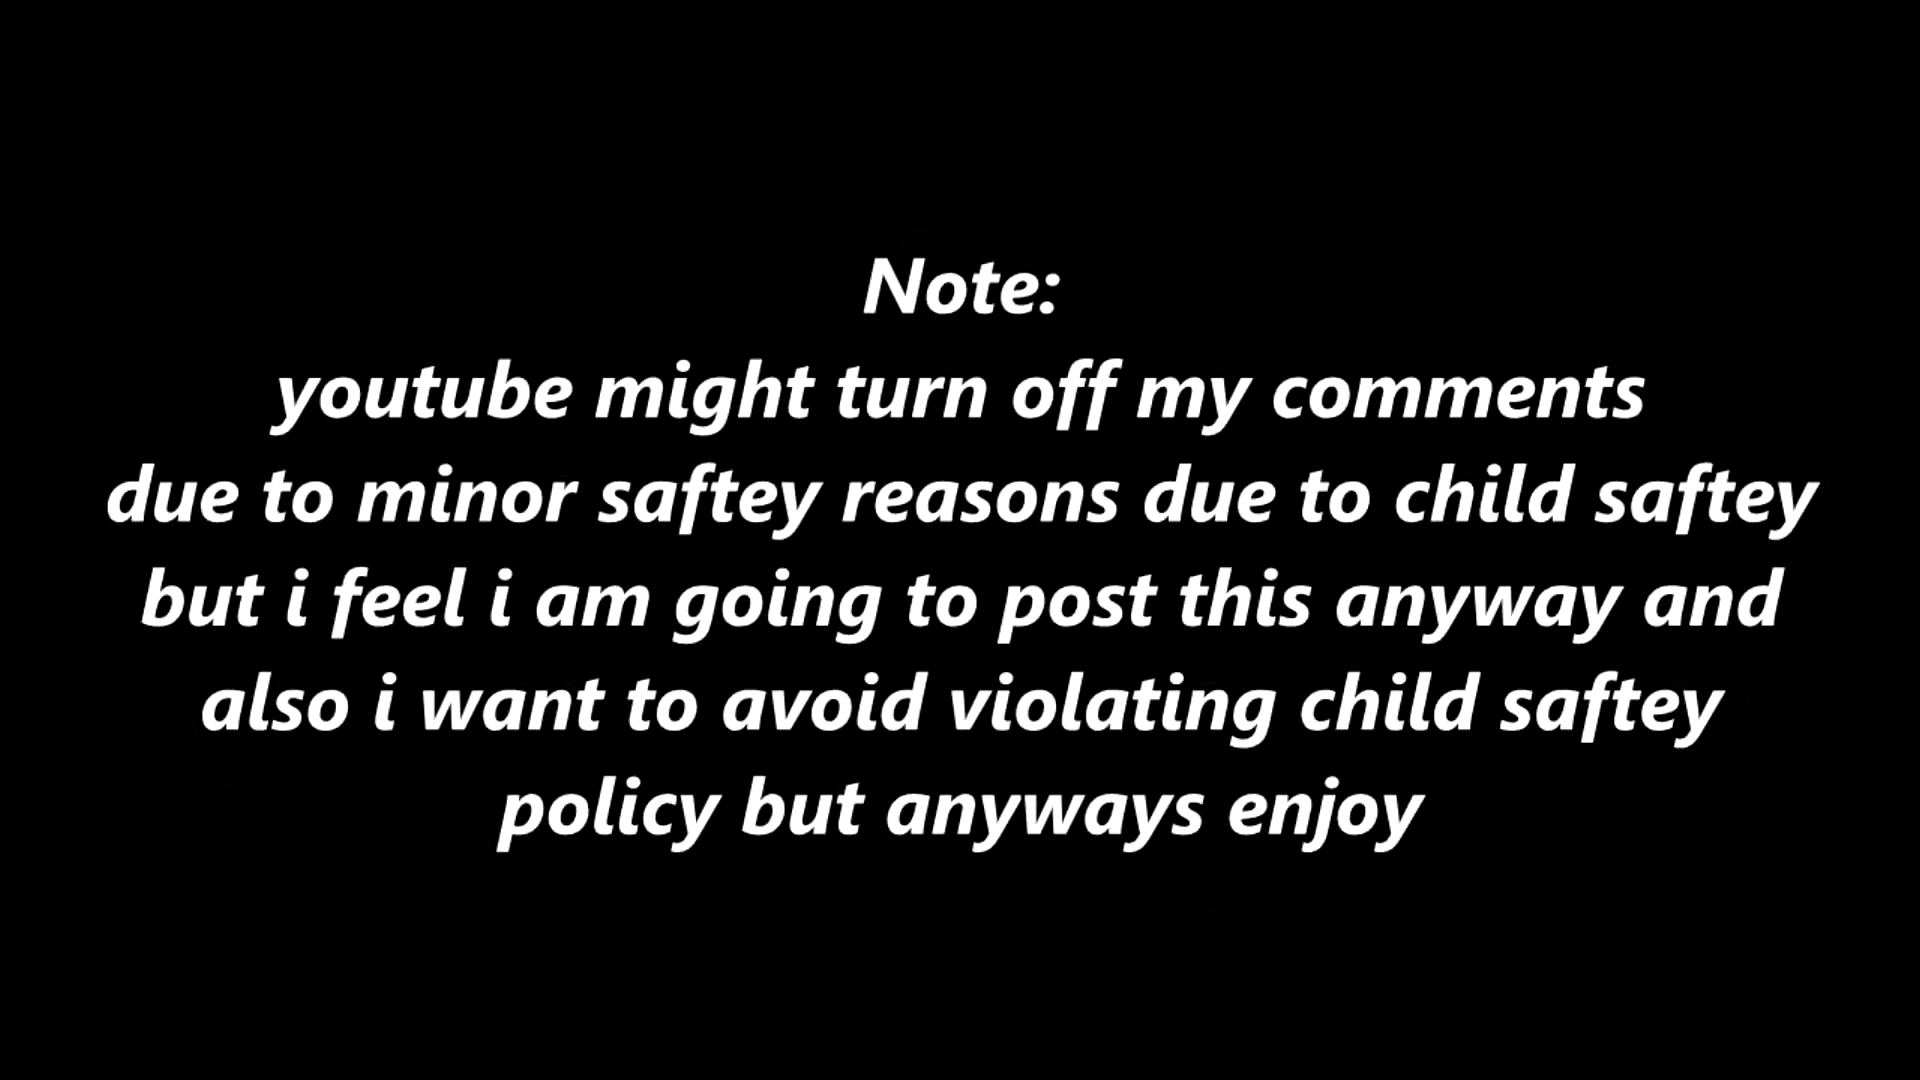 Note:
youtube might turn off my comments
due to minor saftey reasons due to child saftey
but i feel i am going to post this anyway and
also i want to avoid violating child saftey
policy but anyways enjoy